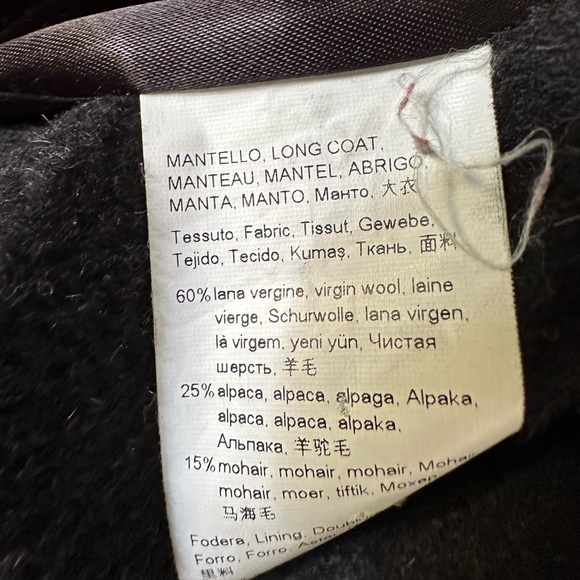 MANTELLO, LONG COAT,
MANTEAU, MANTEL, ABRIGO,
MANTA, MANTO, Манто, 大衣
Tessuto, Fabric, Tissut, Gewebe,
Tejido, Tecido, Kumaş, Ткань, 面料
60% lana vergine, virgin wool, laine
vierge, Schurwolle, lana virgen,
là virgem, yeni yün, Чистая
шерсть, 羊毛
25% alpaca, alpaca, alpaga, Alpaka,
alpaca, alpaca, alpaka,
Альпака, 羊驼毛
15% mohair, mohair, mohair,
mohair, moer, tiftik,
马海毛
Fodera, Lining,
Forro, Forro,
里料